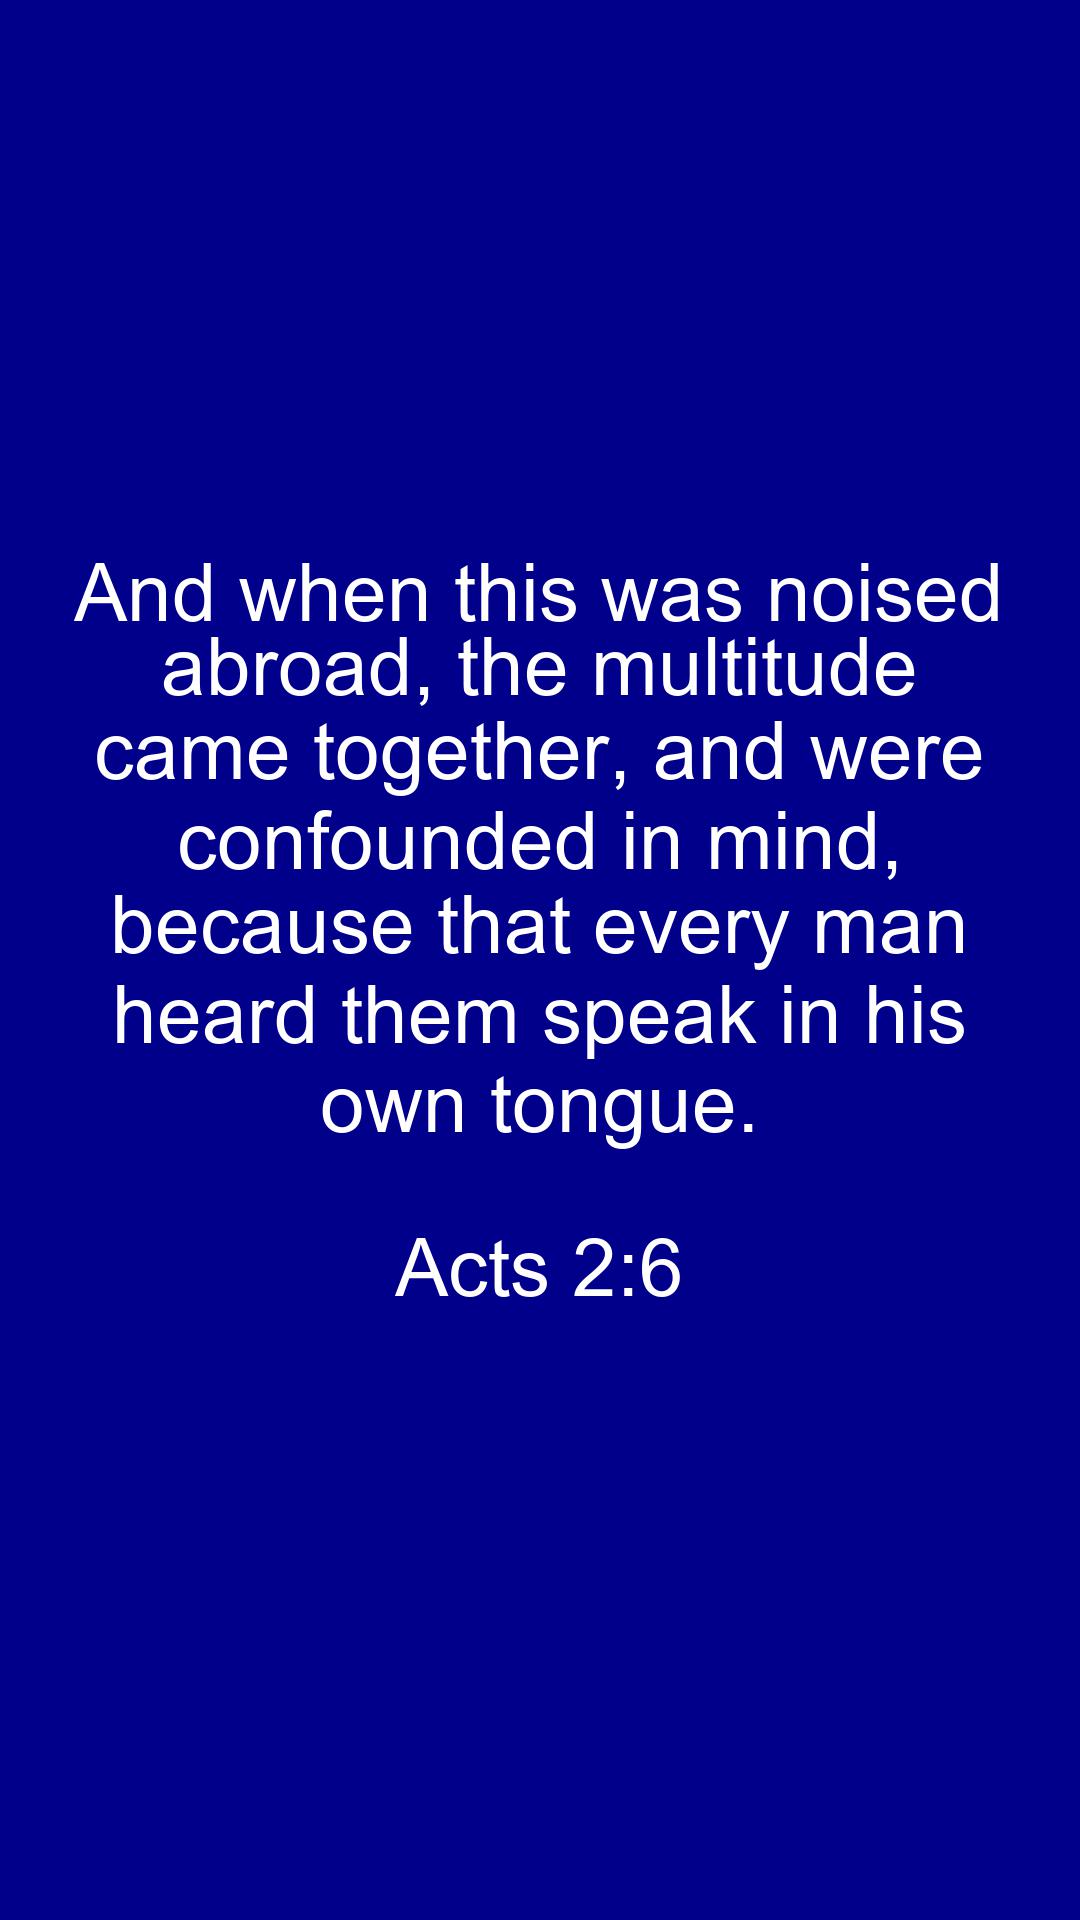 And when this was noised
abroad, the multitude
came together, and were
confounded in mind,
because that every man
heard them speak in his
own tongue.
Acts 2:6